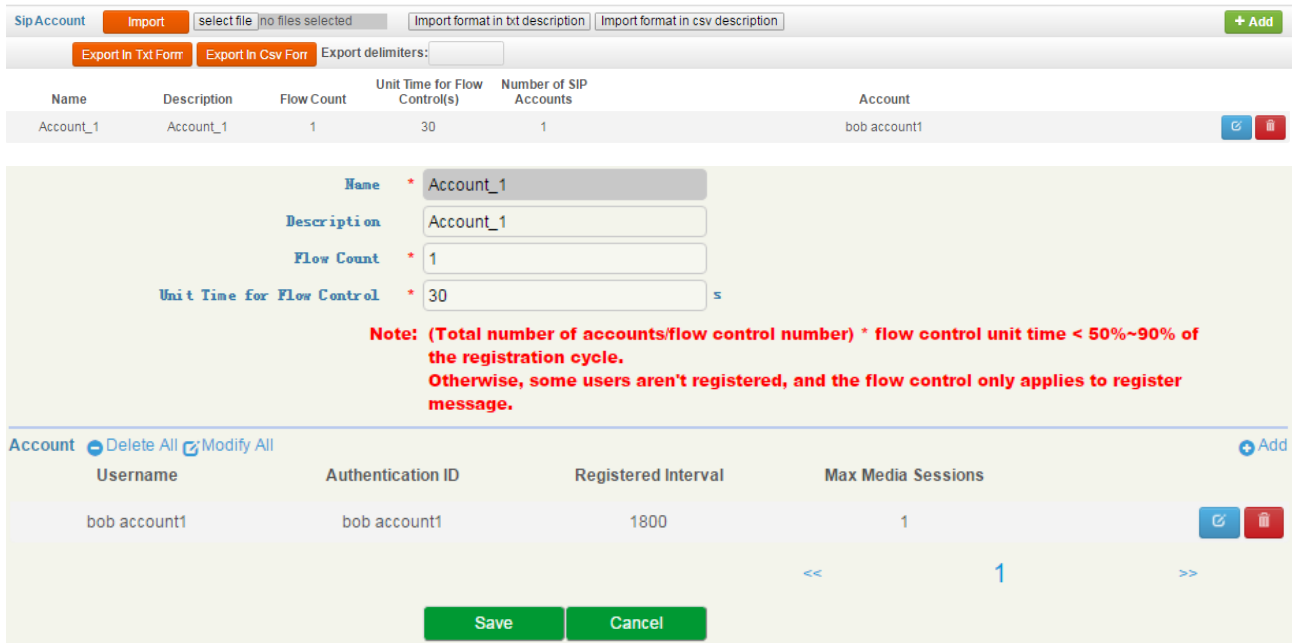 Sip Account Import select file no files selected Import format in txt description Import format in csv description + Add
Export In Txt Form Export In Csv Forr Export delimiters:
Name Description Flow Count Unit Time for Flow Control(s) Number of SIP Accounts Account
Account_1 Account_1 1 30 1 bob account1
Name * Account_1
Description Account_1
Flow Count * 1
Unit Time for Flow Control * 30 s
Note: (Total number of accounts/flow control number) * flow control unit time < 50%~90% of
the registration cycle.
Otherwise, some users aren't registered, and the flow control only applies to register
message.
Account Delete All Modify All Add
Username Authentication ID Registered Interval Max Media Sessions
bob account1 bob account1 1800 1
<< 1 >>
Save Cancel